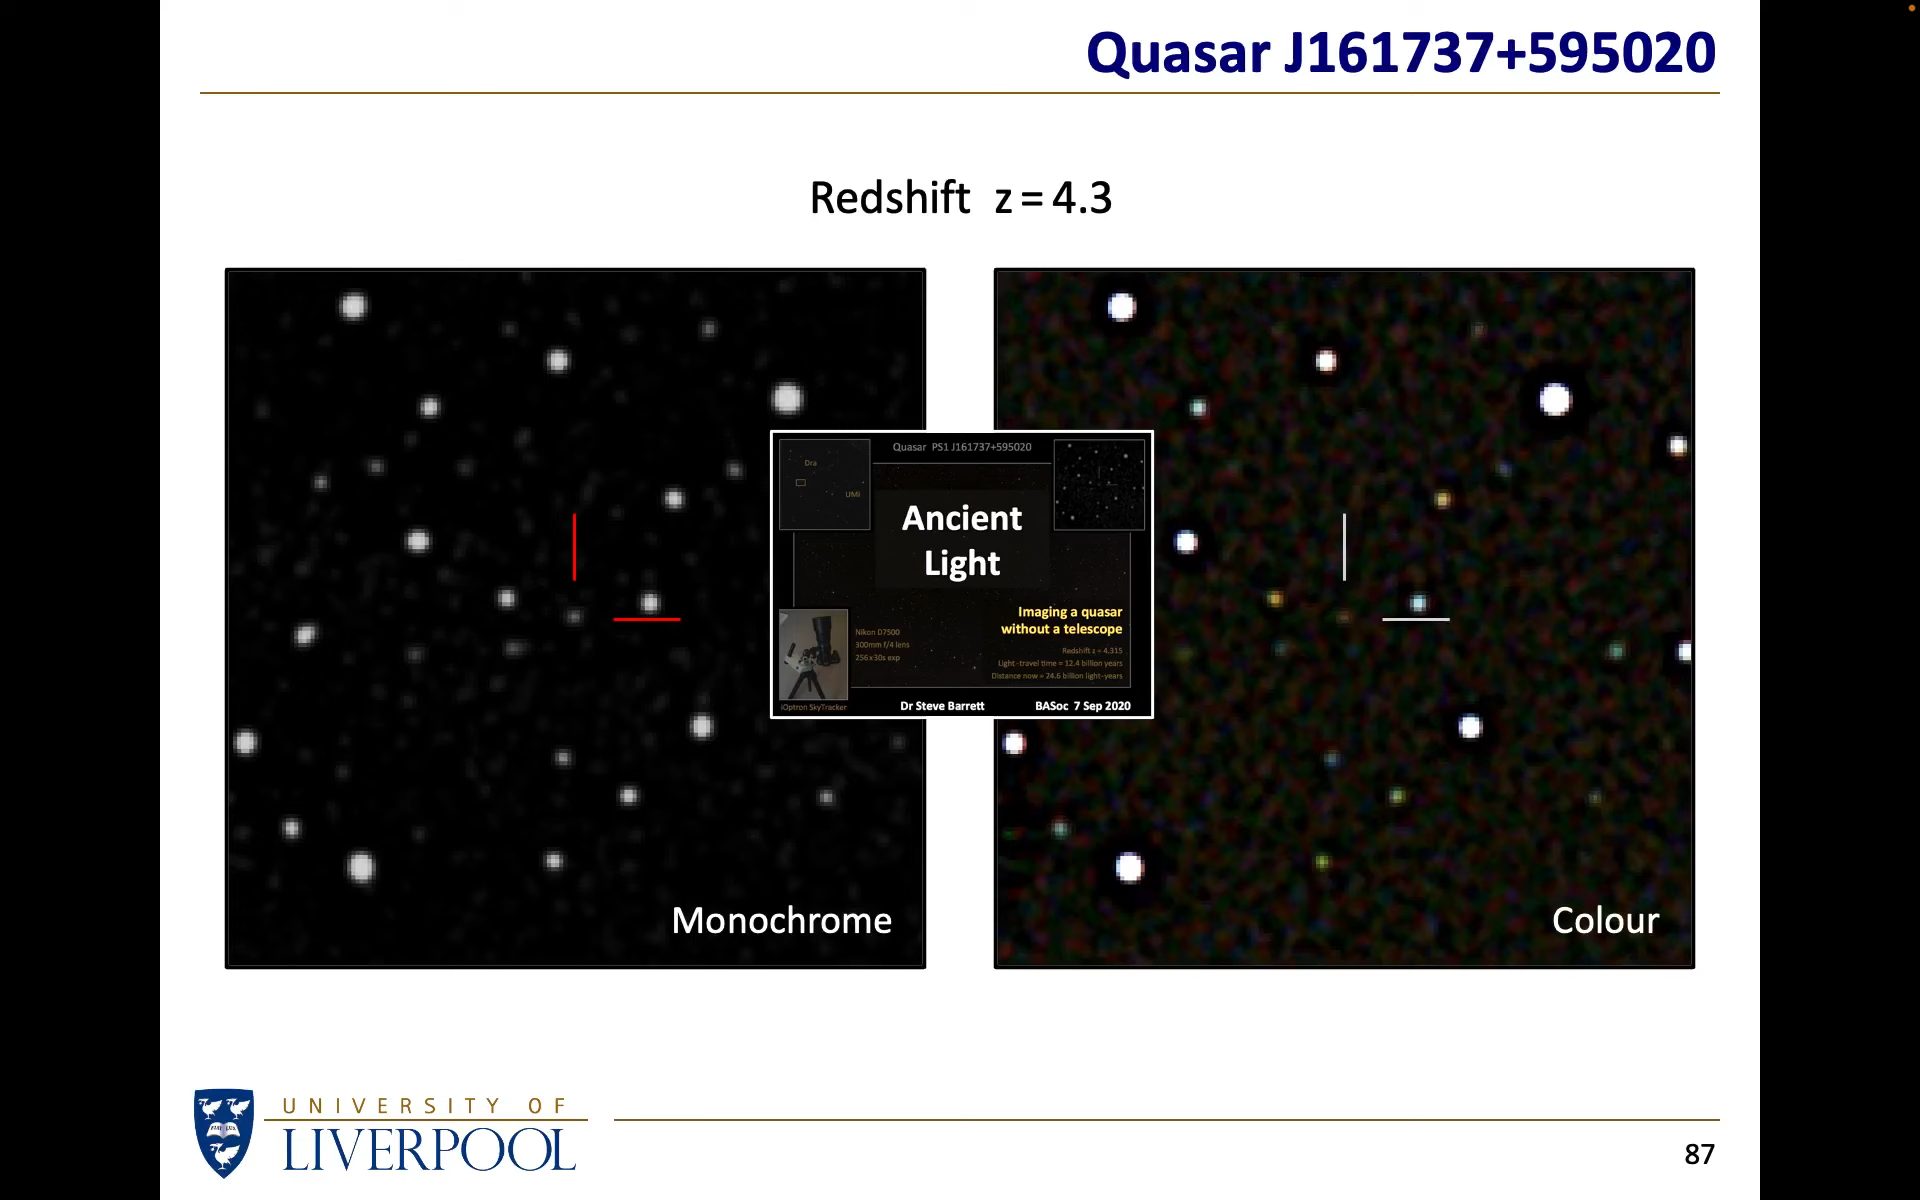 Quasar J161737+595020
Redshift z = 4.3
Monochrome
Quasar PS1 J161737+595020
Dra
UMi
Ancient
Light
Imaging a quasar
without a telescope
Nikon D7500
300mm f/4 lens
256x30s exp
Redshift z = 4.315
Light-travel time = 12.4 billion years
Distance now = 24.6 billion light-years
iOptron SkyTracker
Dr Steve Barrett
BASoc 7 Sep 2020
Colour
UNIVERSITY OF
LIVERPOOL
87